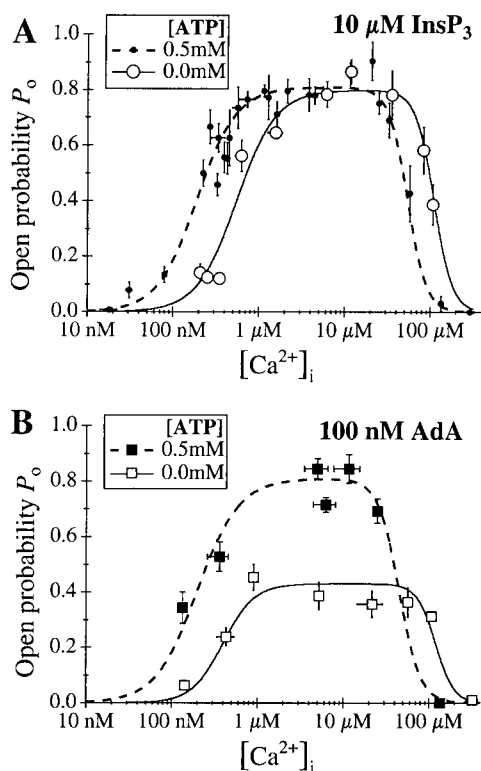 A
10 μM InsP3
[ATP]
0.5mM
0.0mM
Open probability Po
1.0
0.8
0.6
0.4
0.2
0.0
10 nM 100 nM 1 μM 10 μM 100 μM
[Ca2+]i
B
100 nM AdA
[ATP]
0.5mM
0.0mM
Open probability Po
1.0
0.8
0.6
0.4
0.2
0.0
10 nM 100 nM 1 μM 10 μM 100 μM
[Ca2+]i